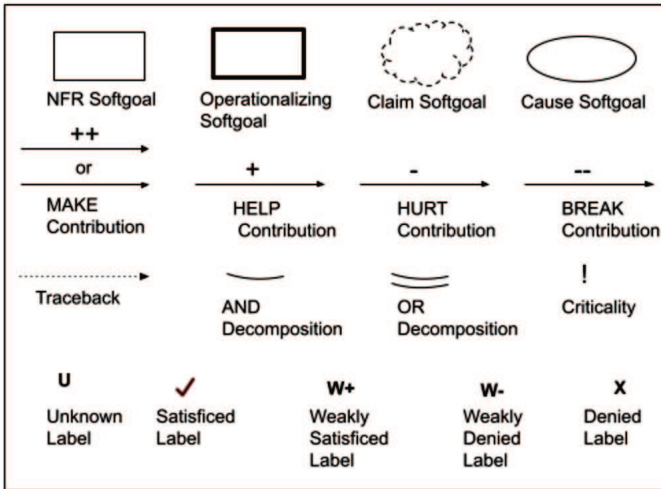 NFR Softgoal
Operationalizing
Softgoal
Claim Softgoal
Cause Softgoal
++
or
MAKE
Contribution
+
HELP
Contribution
-
HURT
Contribution
--
BREAK
Contribution
Traceback
AND
Decomposition
OR
Decomposition
!
Criticality
U
Unknown
Label
✓
Satisficed
Label
W+
Weakly
Satisficed
Label
W-
Weakly
Denied
Label
X
Denied
Label